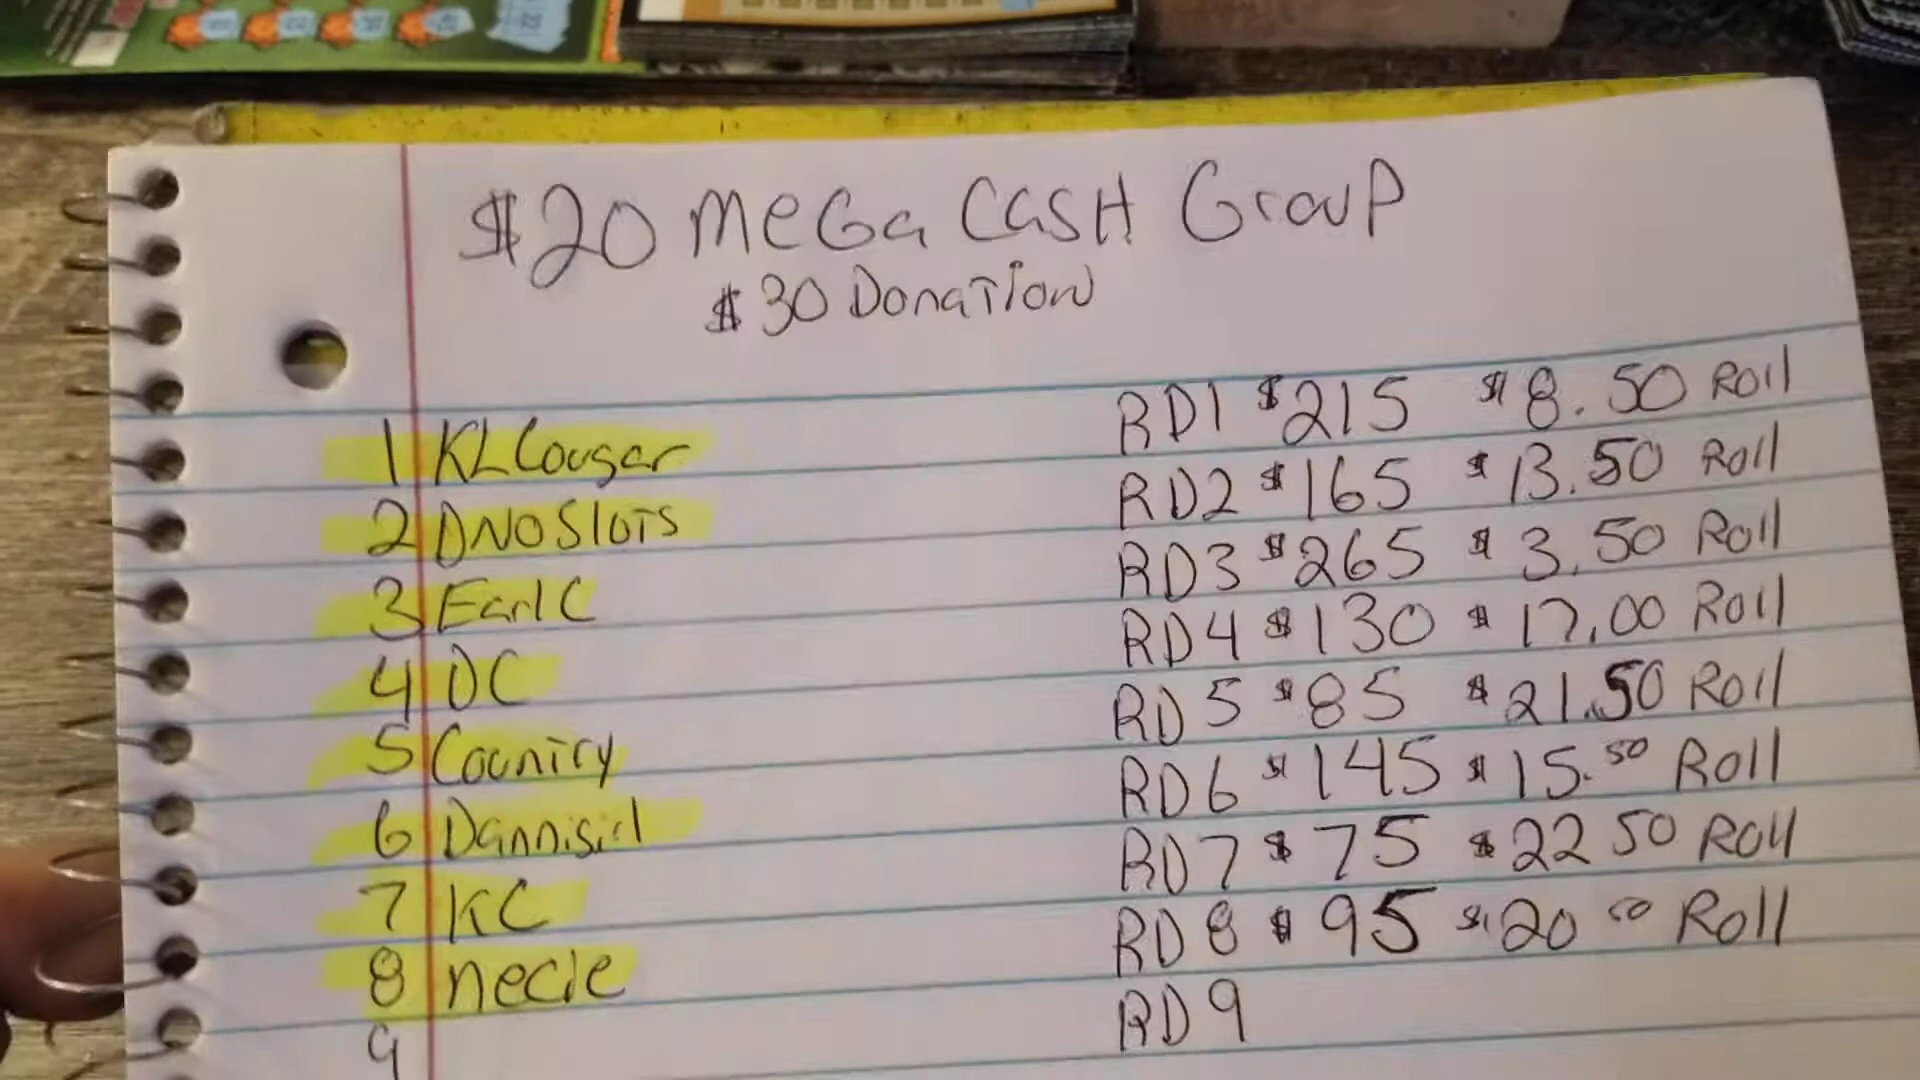 $20 MeGa CasH GrouP
$30 DonaTion
1 KLCougar RD1 $215 $8.50 Roll
2 DNOSloTS RD2 $165 $13.50 Roll
3 Earl C RD3 $265 $3.50 Roll
4 DC RD4 $130 $17.00 Roll
5 CounTry RD5 $85 $21.50 Roll
6 RD6 $145 $15.50 Roll
7 KC RD7 $75 $22 50 Roll
8 necie RD8 $95 $20 50 Roll
9 RD9